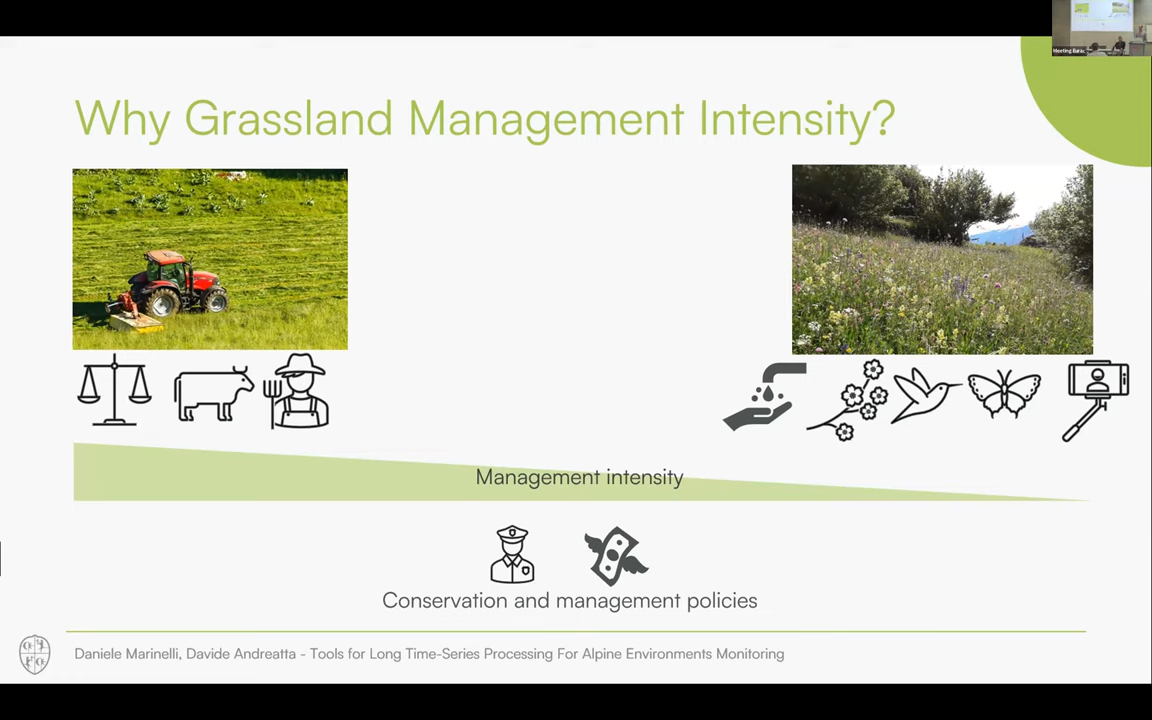 Why Grassland Management Intensity?
Management intensity
Conservation and management policies
Daniele Marinelli, Davide Andreatta - Tools for Long Time-Series Processing For Alpine Environments Monitoring